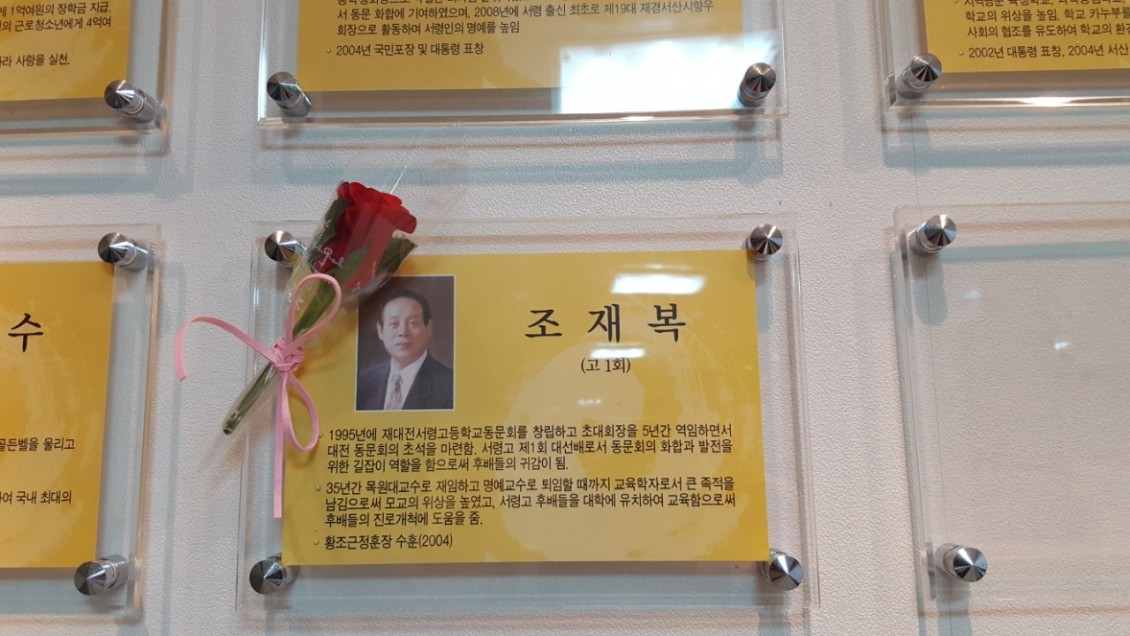 게 1억여원의 장학금 지급,
의 근로청소년에게 4억여
라 사랑을 실천.
서 동문 화합에 기여하였으며, 2008년에 서령 출신 최초로 제19대 재경서산시향우
회장으로 활동하며 서령인의 명예를 높임
2004년 국민포장 및 대통령 표창
학교의 위상을 높임. 학교 카누부를
사회의 협조를 유도하여 학교의 환경
2002년 대통령 표창, 2004년 서산
수
골든벨을 울리고
하여 국내 최대의
조재복
(고 1회)
1995년에 재대전서령고등학교동문회를 창립하고 초대회장을 5년간 역임하면서
대전 동문회의 초석을 마련함. 서령고 제1회 대선배로서 동문회의 화합과 발전을
위한 길잡이 역할을 함으로써 후배들의 귀감이 됨.
35년간 목원대교수로 재임하고 명예교수로 퇴임할 때까지 교육학자로서 큰 족적을
남김으로써 모교의 위상을 높였고, 서령고 후배들을 대학에 유치하여 교육함으로써
후배들의 진로개척에 도움을 줌.
황조근정훈장 수훈(2004)